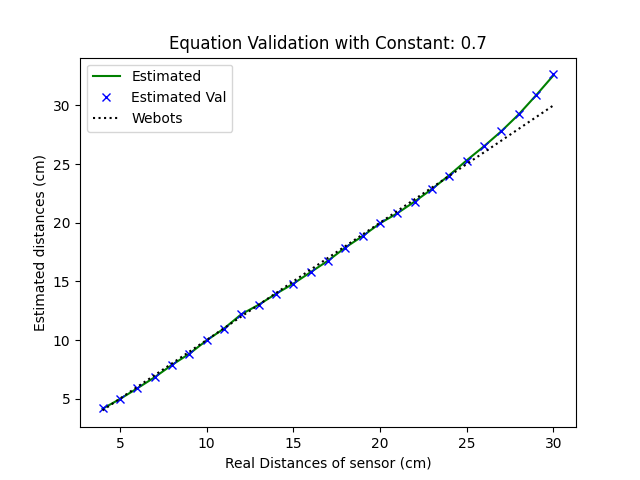 Equation Validation with Constant: 0.7
Estimated
Estimated Val
Webots
Estimated distances (cm)
30
25
20
15
10
5
5 10 15 20 25 30
Real Distances of sensor (cm)